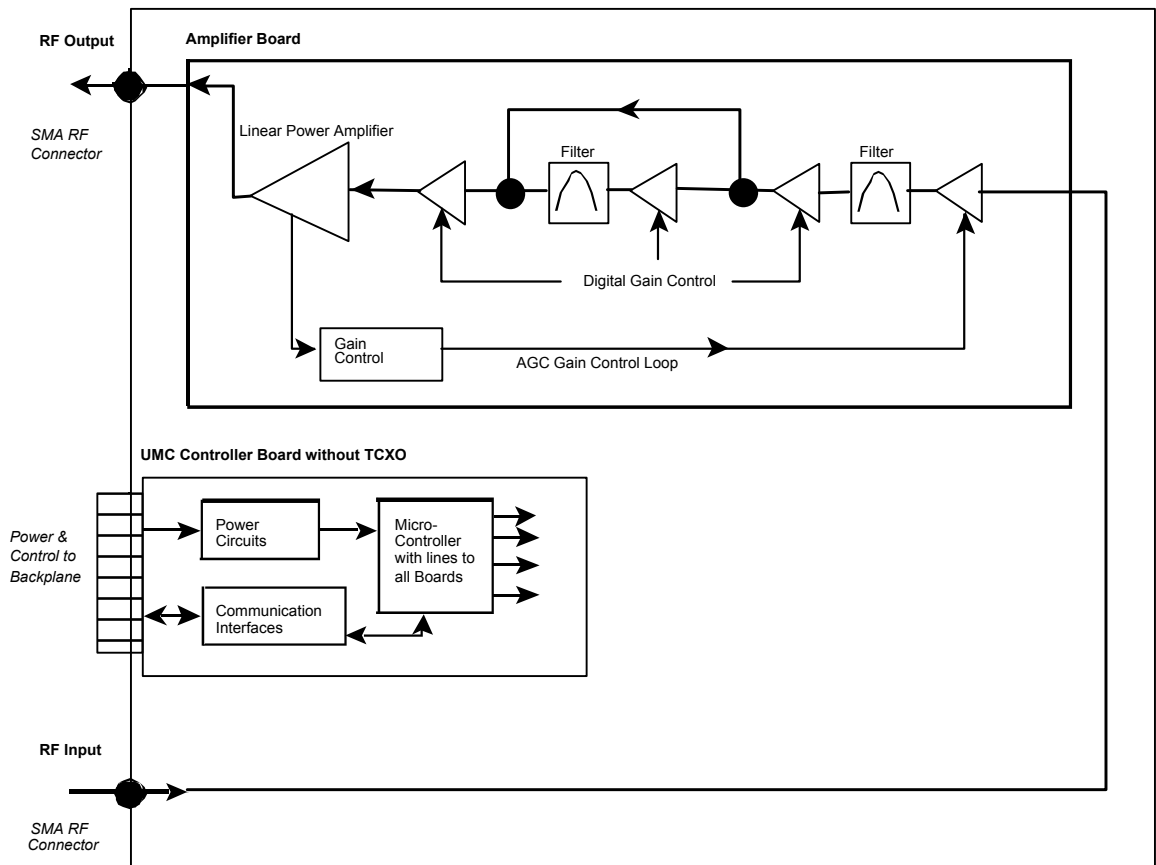 RF Output
Amplifier Board
SMA RF
Connector
Linear Power Amplifier
Filter
Filter
Digital Gain Control
Gain
Control
AGC Gain Control Loop
UMC Controller Board without TCXO
Power &
Control to
Backplane
Power
Circuits
Micro-
Controller
with lines to
all Boards
Communication
Interfaces
RF Input
SMA RF
Connector